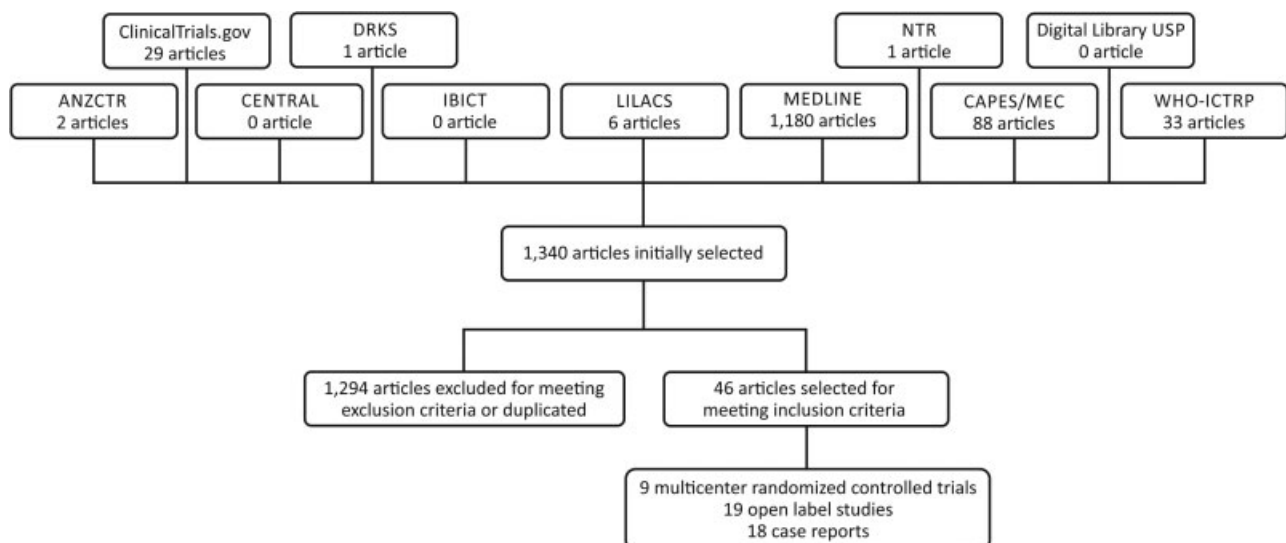 ClinicalTrials.gov
29 articles
DRKS
1 article
NTR
1 article
Digital Library USP
0 article
ANZCTR
2 articles
CENTRAL
0 article
IBICT
0 article
LILACS
6 articles
MEDLINE
1,180 articles
CAPES/MEC
88 articles
WHO-ICTRP
33 articles
1,340 articles initially selected
1,294 articles excluded for meeting
exclusion criteria or duplicated
46 articles selected for
meeting inclusion criteria
9 multicenter randomized controlled trials
19 open label studies
18 case reports